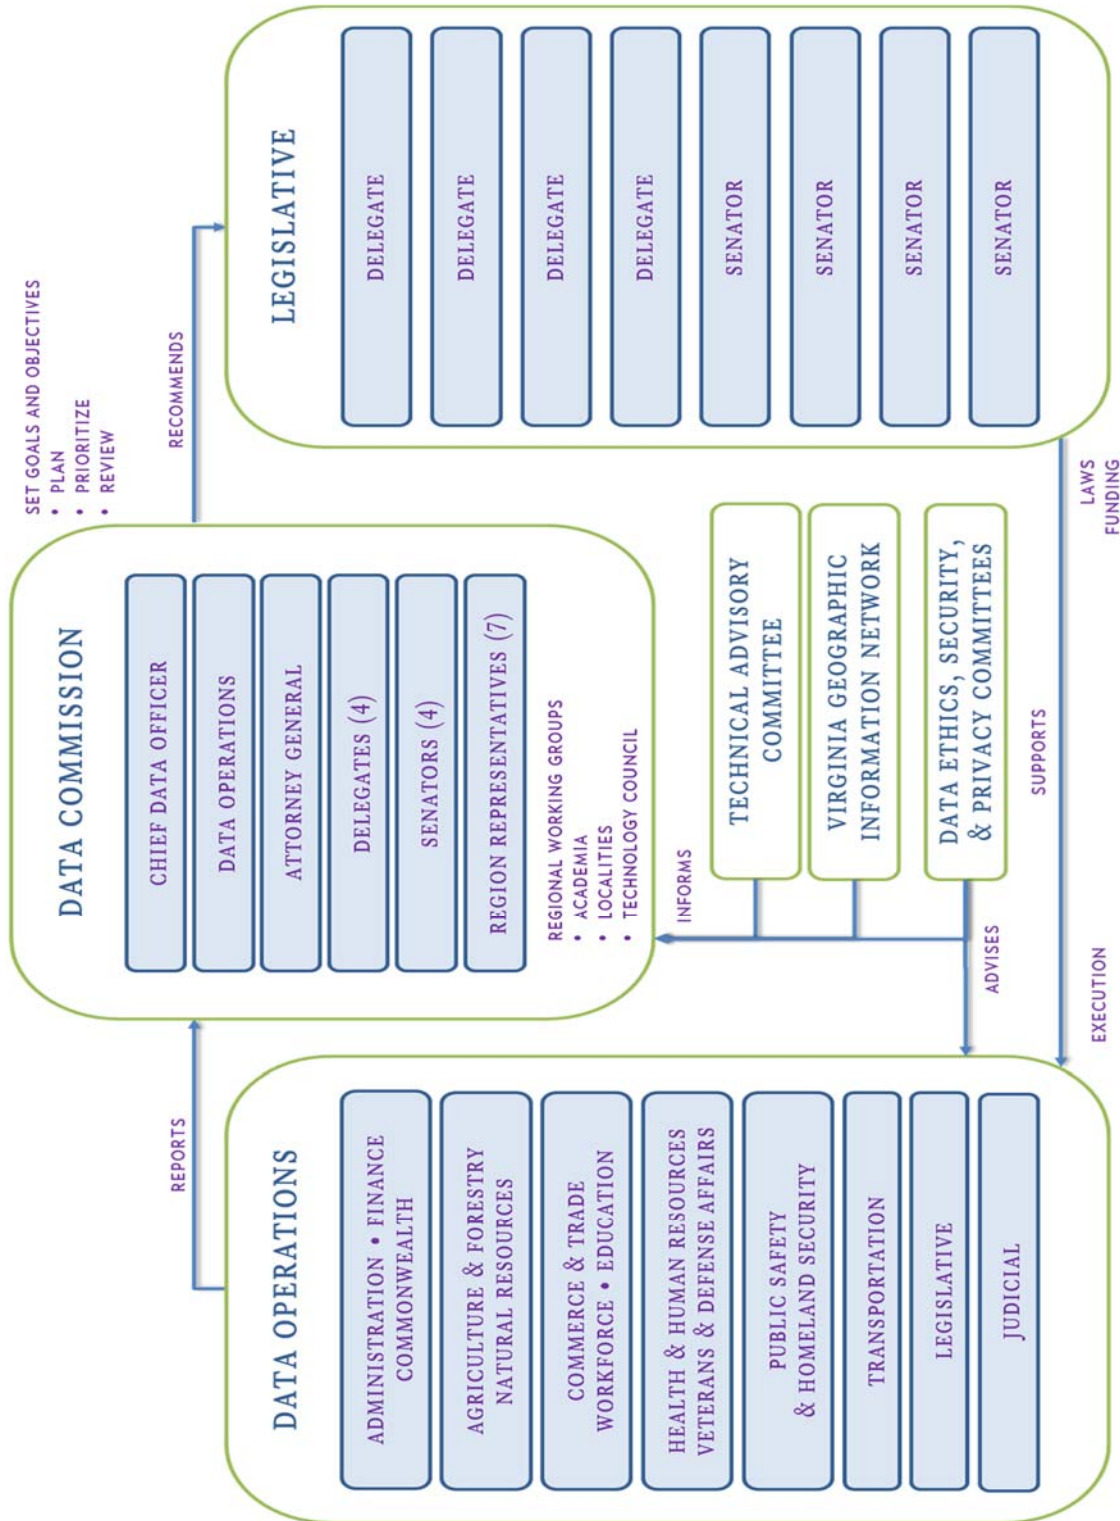 DATA OPERATIONS
ADMINISTRATION • FINANCE
COMMONWEALTH
AGRICULTURE & FORESTRY
NATURAL RESOURCES
COMMERCE & TRADE
WORKFORCE • EDUCATION
HEALTH & HUMAN RESOURCES
VETERANS & DEFENSE AFFAIRS
PUBLIC SAFETY
& HOMELAND SECURITY
TRANSPORTATION
LEGISLATIVE
JUDICIAL
REPORTS
DATA COMMISSION
CHIEF DATA OFFICER
DATA OPERATIONS
ATTORNEY GENERAL
DELEGATES (4)
SENATORS (4)
REGION REPRESENTATIVES (7)
REGIONAL WORKING GROUPS
• ACADEMIA
• LOCALITIES
• TECHNOLOGY COUNCIL
SET GOALS AND OBJECTIVES
• PLAN
• PRIORITIZE
• REVIEW
RECOMMENDS
LEGISLATIVE
DELEGATE
DELEGATE
DELEGATE
DELEGATE
SENATOR
SENATOR
SENATOR
SENATOR
INFORMS
TECHNICAL ADVISORY
COMMITTEE
VIRGINIA GEOGRAPHIC
INFORMATION NETWORK
DATA ETHICS, SECURITY,
& PRIVACY COMMITTEES
ADVISES
SUPPORTS
EXECUTION
LAWS
FUNDING